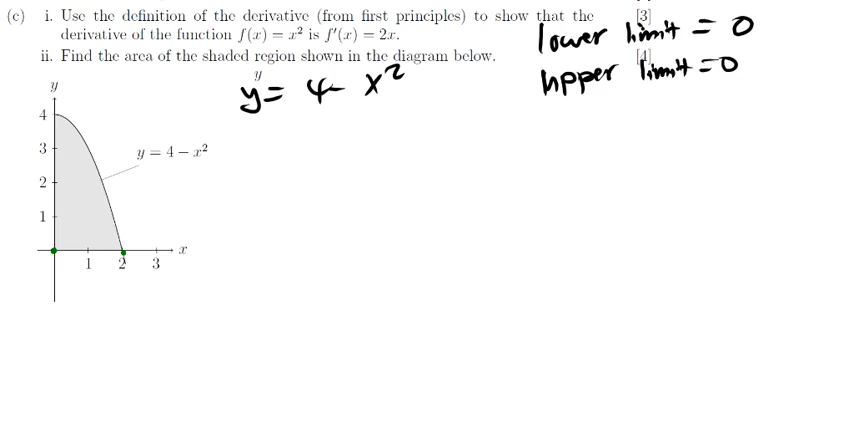 (c) i. Use the definition of the derivative (from first principles) to show that the [3]
derivative of the function f(x) = x² is f′(x) = 2x.
lower limit = 0
ii. Find the area of the shaded region shown in the diagram below. [4]
upper limit = 0
y
y = 4 - x²
y
4
3
y = 4 − x²
2
1
x
1 2 3